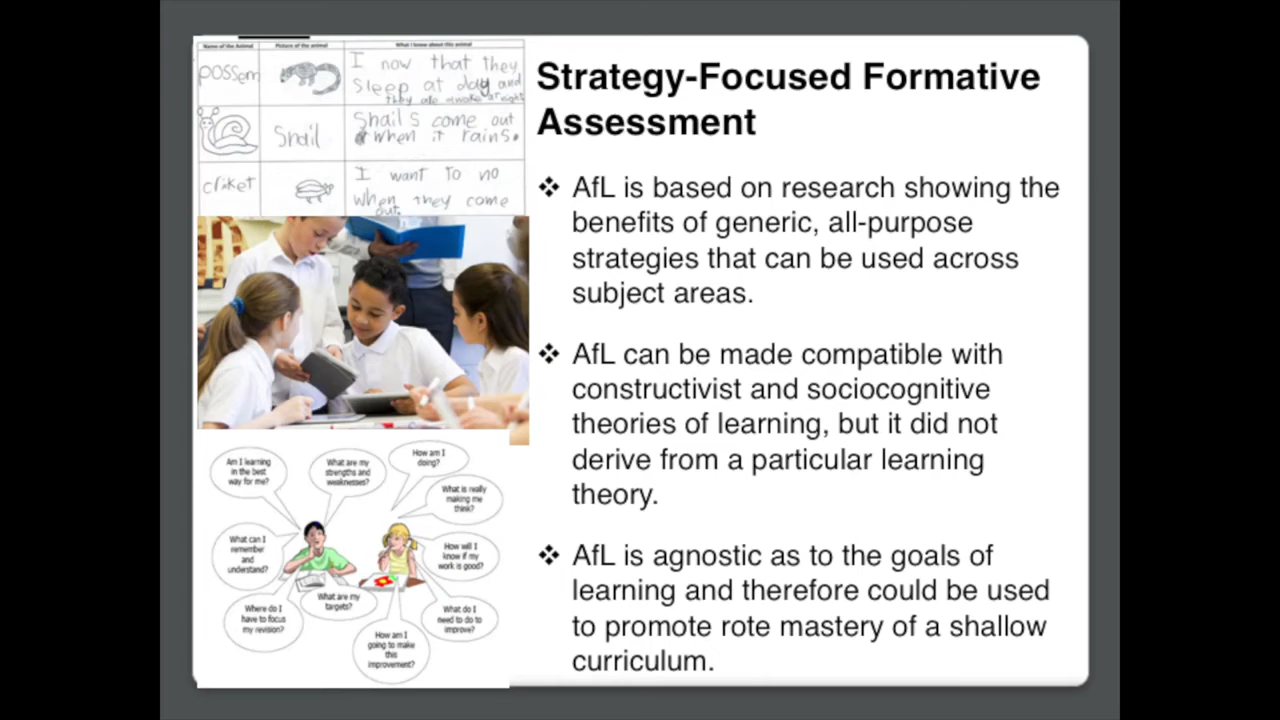 Name of the Animal Picture of the animal What I know about this animal
possem
I now that they
sleep at day and
they are awake at night
Snail
Snails come out
when it rains.
criket
I want to no
when they come
out.
Strategy-Focused Formative
Assessment
❖ AfL is based on research showing the
benefits of generic, all-purpose
strategies that can be used across
subject areas.
❖ AfL can be made compatible with
constructivist and sociocognitive
theories of learning, but it did not
derive from a particular learning
theory.
❖ AfL is agnostic as to the goals of
learning and therefore could be used
to promote rote mastery of a shallow
curriculum.
Am I learning
in the best
way for me?
What are my
strengths and
weaknesses?
How am I
doing?
What is really
making me
think?
What can I
remember
and
understand?
How will I
know if my
work is good?
Where do I
have to focus
my revision?
What are my
targets?
What do I
need to do to
improve?
How am I
going to make
this
improvement?